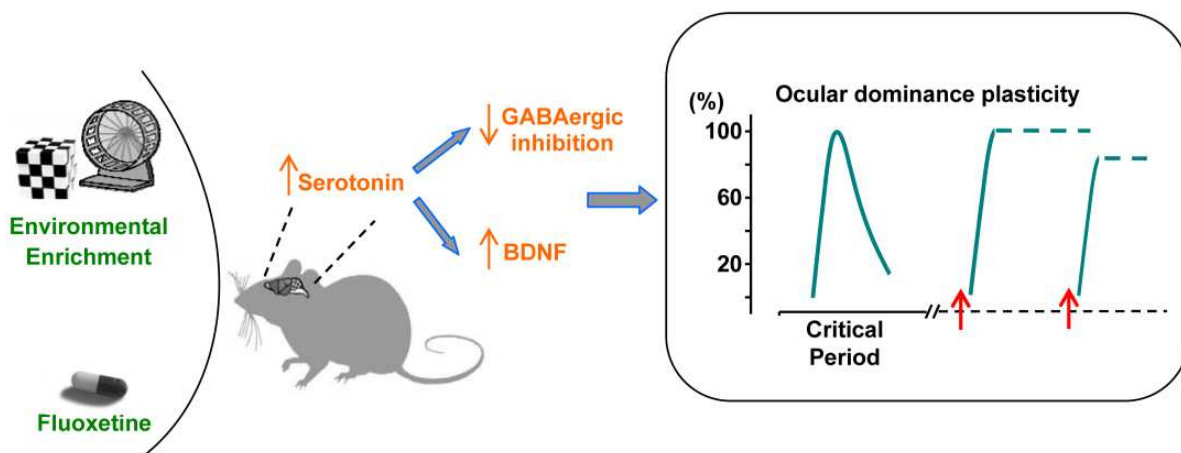 Environmental
Enrichment
Fluoxetine
↑ Serotonin
↓ GABAergic
inhibition
↑ BDNF
Ocular dominance plasticity
(%)
100
60
20
Critical
Period